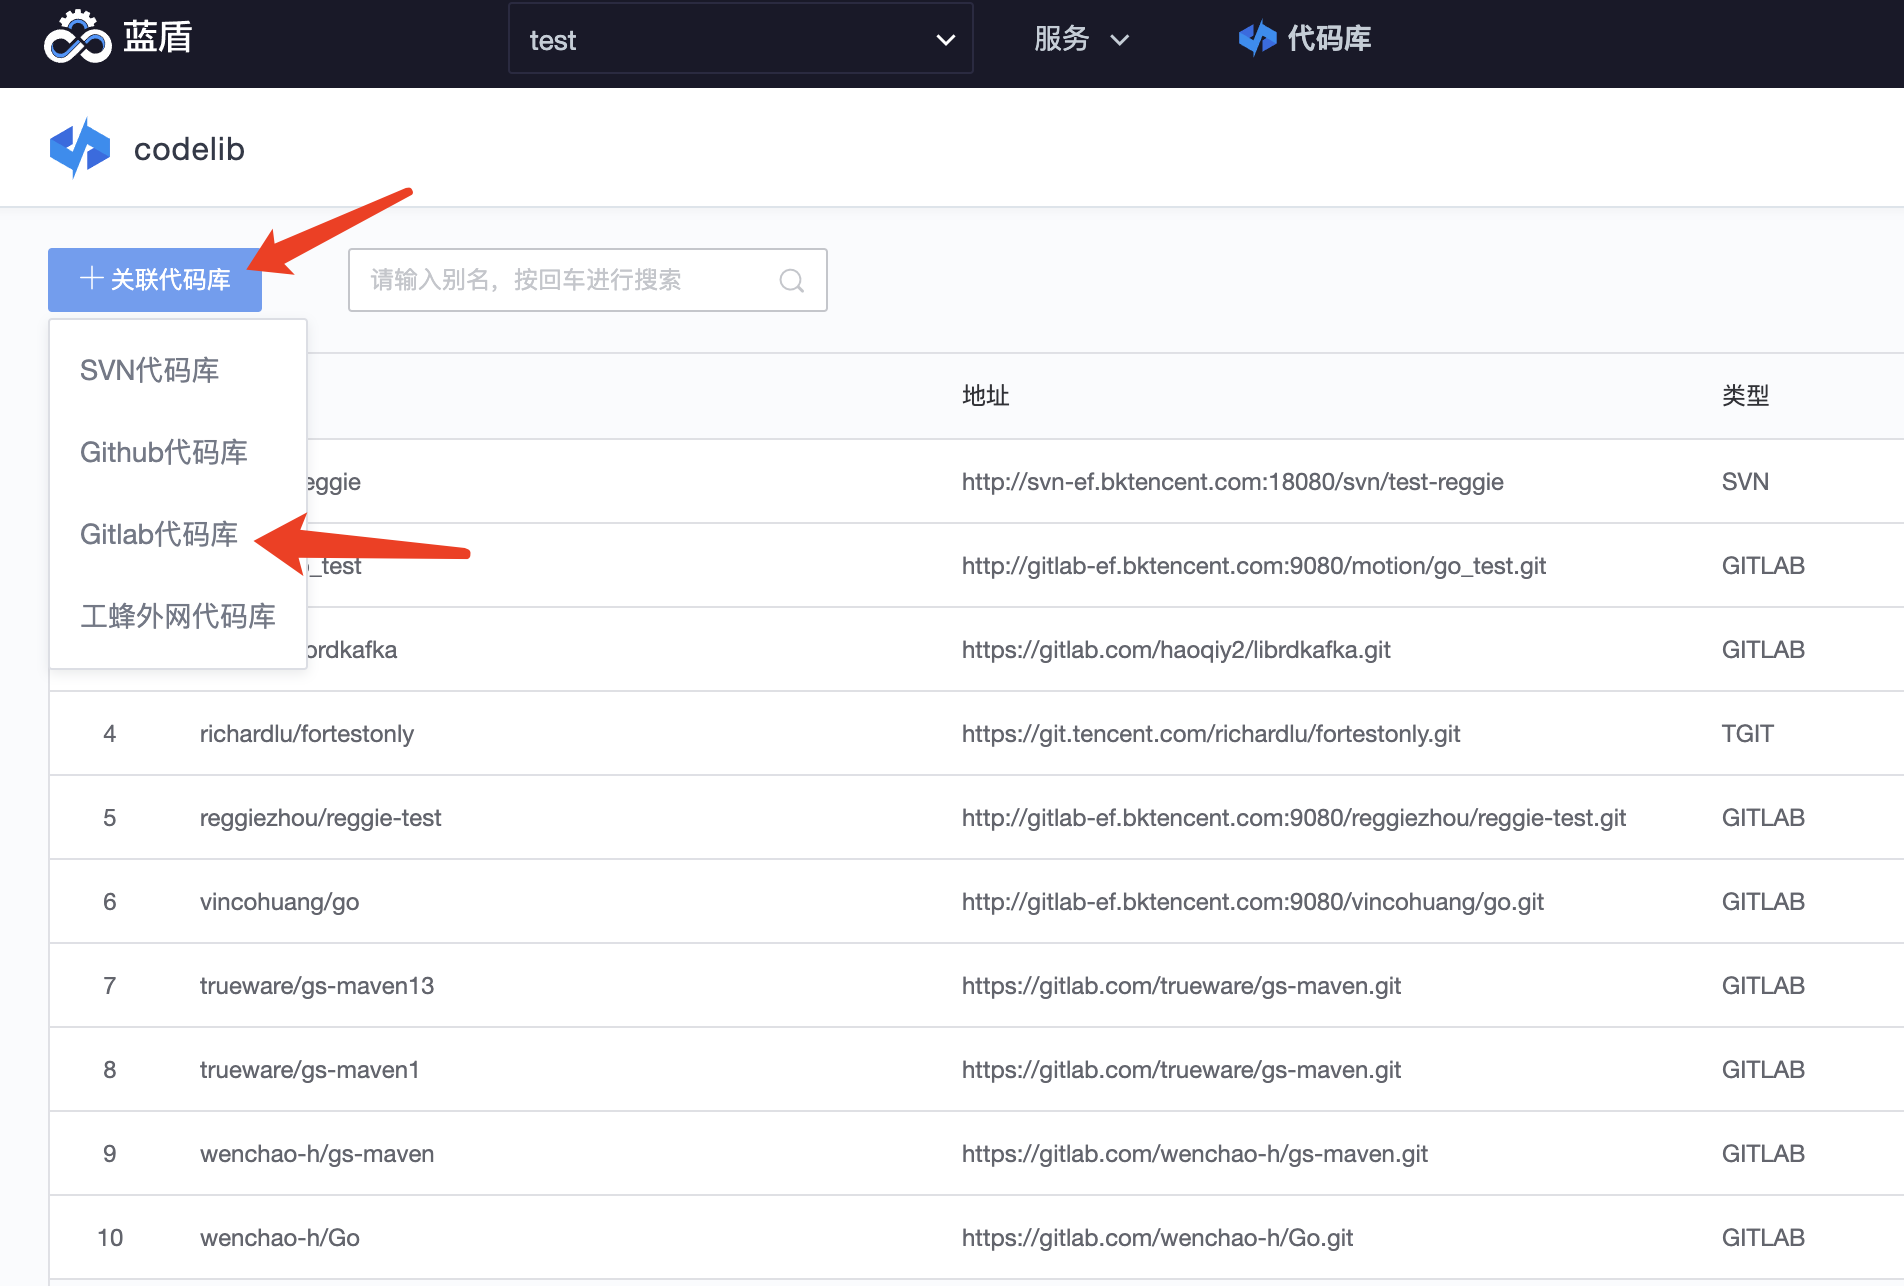 蓝盾
test
服务
代码库
codelib
关联代码库
请输入别名，按回车进行搜索
SVN代码库
Github代码库
Gitlab代码库
工蜂外网代码库
地址 类型
http://svn-ef.bktencent.com:18080/svn/test-reggie SVN
_test http://gitlab-ef.bktencent.com:9080/motion/go_test.git GITLAB
rdkafka https://gitlab.com/haoqiy2/librdkafka.git GITLAB
4 richardlu/fortestonly https://git.tencent.com/richardlu/fortestonly.git TGIT
5 reggiezhou/reggie-test http://gitlab-ef.bktencent.com:9080/reggiezhou/reggie-test.git GITLAB
6 vincohuang/go http://gitlab-ef.bktencent.com:9080/vincohuang/go.git GITLAB
7 trueware/gs-maven13 https://gitlab.com/trueware/gs-maven.git GITLAB
8 trueware/gs-maven1 https://gitlab.com/trueware/gs-maven.git GITLAB
9 wenchao-h/gs-maven https://gitlab.com/wenchao-h/gs-maven.git GITLAB
10 wenchao-h/Go https://gitlab.com/wenchao-h/Go.git GITLAB